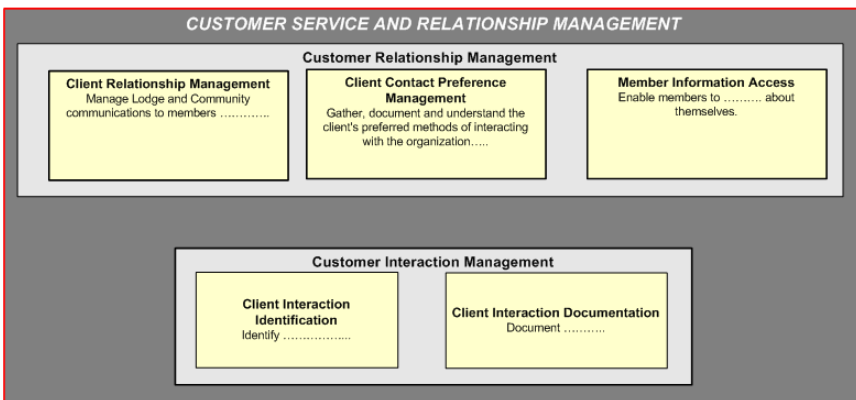 CUSTOMER SERVICE AND RELATIONSHIP MANAGEMENT
Customer Relationship Management
Client Relationship Management
Manage Lodge and Community
communications to members ………….
Client Contact Preference
Management
Gather, document and understand the
client's preferred methods of interacting
with the organization…..
Member Information Access
Enable members to ………. about
themselves.
Customer Interaction Management
Client Interaction
Identification
Identify ……………....
Client Interaction Documentation
Document ………..